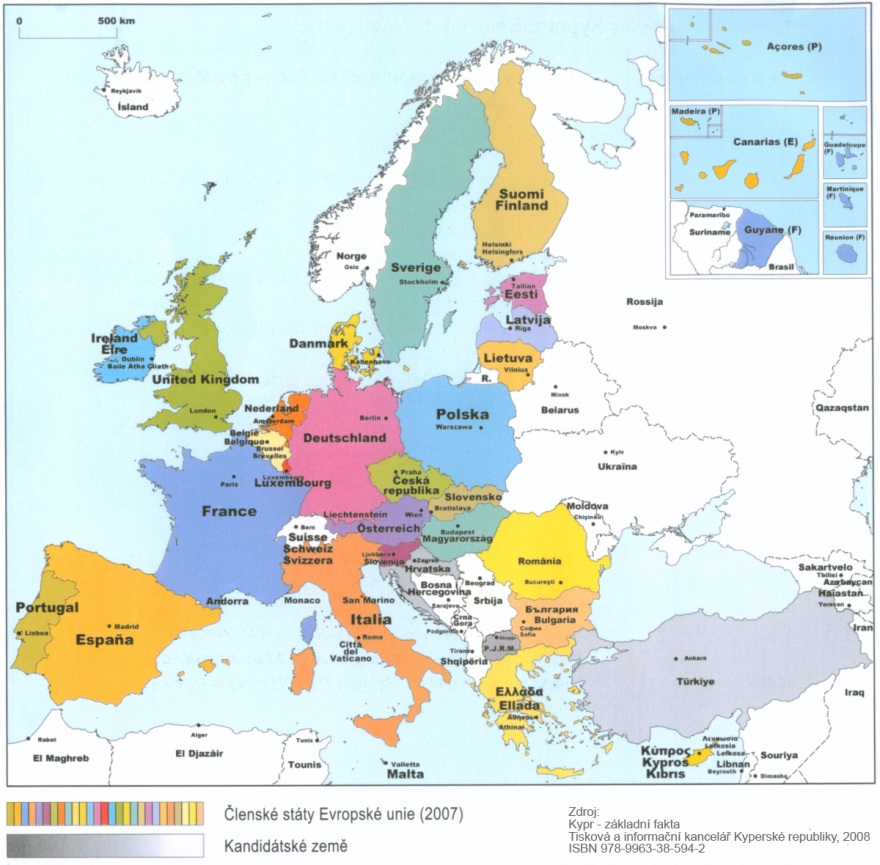 0 500 km
Açores (P)
Madeira (P)
Canarias (E)
Guadeloupe (F)
Martinique (F)
Réunion (F)
Paramaribo
Suriname
Guyane (F)
Brasil
Reykjavík
Ísland
Norge
Oslo
Sverige
Stockholm
Suomi
Finland
Helsinki
Helsingfors
Tallinn
Eesti
Latvija
Rīga
Lietuva
Vilnius
R.
Rossija
Moskva
Minsk
Belarus
Qazaqstan
Kyiv
Ukraïna
Moldova
Chişinău
Ireland
Éire
Dublin
Baile Átha Cliath
United Kingdom
London
Danmark
København
Nederland
Amsterdam
België
Belgique
Brussel
Bruxelles
Luxembourg
Luxembourg
Berlin
Deutschland
Polska
Warszawa
Praha
Česká
republika
Slovensko
Bratislava
Paris
France
Liechtenstein
Wien
Österreich
Budapest
Magyarország
Bern
Suisse
Schweiz
Svizzera
Ljubljana
Slovenija
Zagreb
Hrvatska
Bosna i
Hercegovina
Sarajevo
Beograd
Srbija
Crna
Gora
Podgorica
România
Bucureşti
България
Bulgaria
София
Sofia
Skopje
P.J.R.M.
Tiranë
Shqipëria
Ελλάδα
Ellada
Αθήνα
Athinai
Andorra
Monaco
San Marino
Italia
Roma
Città
del
Vaticano
Portugal
Lisboa
Madrid
España
Rabat
El Maghreb
Alger
El Djazàir
Tunis
Tounis
Valletta
Malta
Ankara
Türkiye
Sakartvelo
Tbilisi
Azərbaycan
Haiastan
Yerevan
Iran
Iraq
Κύπρος
Kypros
Kıbrıs
Λευκωσία
Lefkosia
Lefkosa
Libnan
Beyrouth
Souriya
Dimashq
Členské státy Evropské unie (2007)
Kandidátské země
Zdroj:
Kypr - základní fakta
Tisková a informační kancelář Kyperské republiky, 2008
ISBN 978-9963-38-594-2